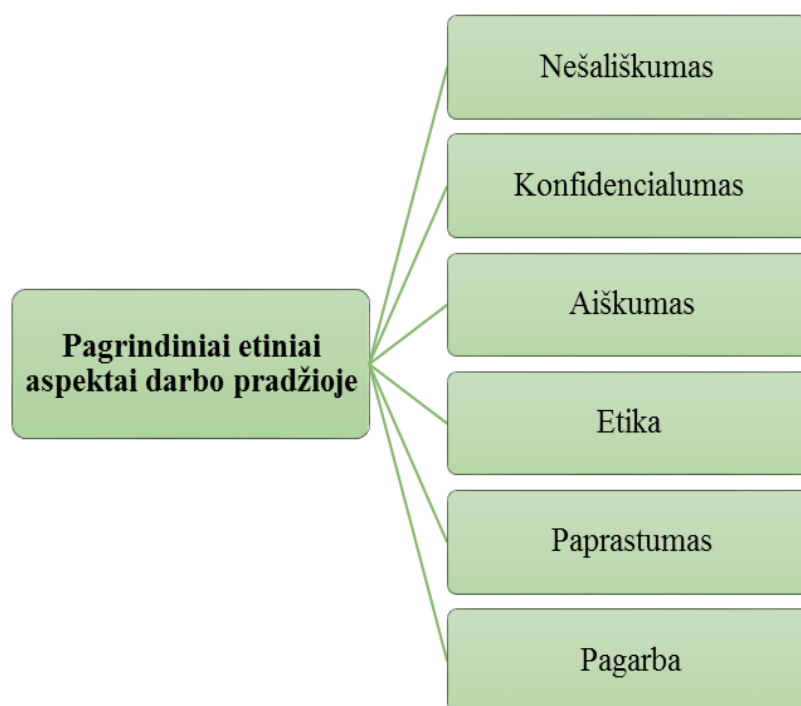 Nešališkumas
Konfidencialumas
Aiškumas
Pagrindiniai etiniai
aspektai darbo pradžioje
Etika
Paprastumas
Pagarba